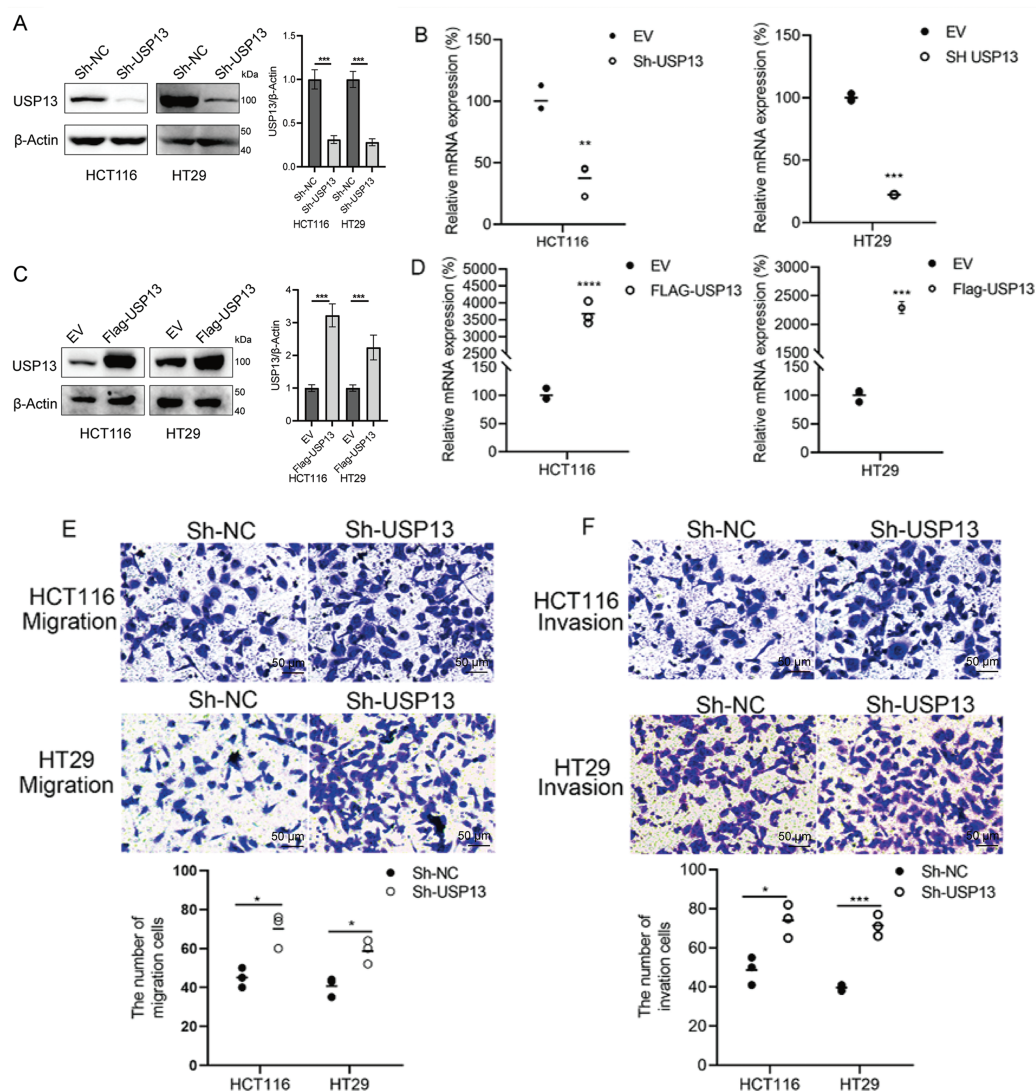 A
Sh-NC
Sh-USP13
Sh-NC
Sh-USP13
kDa
USP13
100
β-Actin
50
40
HCT116
HT29
USP13/β-Actin
1.5
1.0
0.5
0.0
***
***
Sh-NC
Sh-USP13
Sh-NC
Sh-USP13
HCT116
HT29
B
Relative mRNA expression (%)
150
100
50
0
EV
Sh-USP13
**
HCT116
Relative mRNA expression (%)
150
100
50
0
EV
SH USP13
***
HT29
C
EV
Flag-USP13
EV
Flag-USP13
kDa
USP13
100
β-Actin
50
40
HCT116
HT29
USP13/β-Actin
4
3
2
1
0
***
***
EV
Flag-USP13
EV
Flag-USP13
HCT116
HT29
D
Relative mRNA expression (%)
5000
4500
4000
3500
3000
2500
200
150
100
50
0
EV
FLAG-USP13
****
HCT116
Relative mRNA expression (%)
3000
2500
2000
1500
200
150
100
50
0
EV
Flag-USP13
***
HT29
E
Sh-NC
Sh-USP13
HCT116
Migration
50 μm
50 μm
Sh-NC
Sh-USP13
HT29
Migration
50 μm
50 μm
The number of
migration cells
100
80
60
40
20
0
Sh-NC
Sh-USP13
*
*
HCT116
HT29
F
Sh-NC
Sh-USP13
HCT116
Invasion
50 μm
50 μm
Sh-NC
Sh-USP13
HT29
Invasion
50 μm
50 μm
The number of
invation cells
100
80
60
40
20
0
Sh-NC
Sh-USP13
*
***
HCT116
HT29